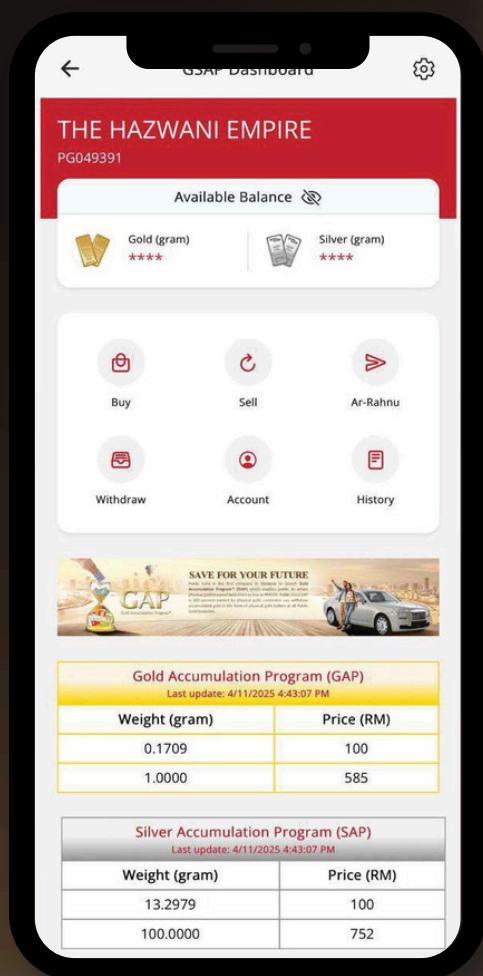 GSAP Dashboard
THE HAZWANI EMPIRE
PG049391
Available Balance
Gold (gram)
****
Silver (gram)
****
Buy
Sell
Ar-Rahnu
Withdraw
Account
History
SAVE FOR YOUR FUTURE
GAP
Gold Accumulation Program (GAP)
Last update: 4/11/2025 4:43:07 PM
Weight (gram) Price (RM)
0.1709 100
1.0000 585
Silver Accumulation Program (SAP)
Last update: 4/11/2025 4:43:07 PM
Weight (gram) Price (RM)
13.2979 100
100.0000 752